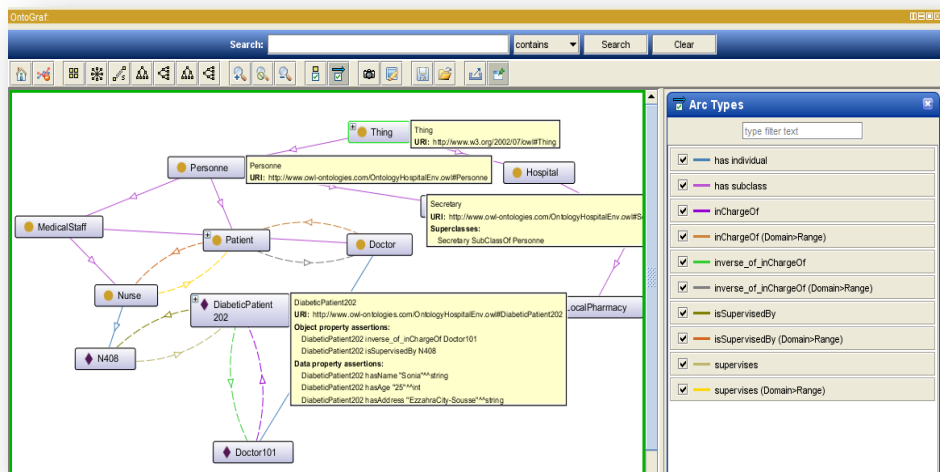 OntoGraf:
Search:
contains
Search
Clear
Thing
Thing
URI: http://www.w3.org/2002/07/owl#Thing
Personne
Personne
URI: http://www.owl-ontologies.com/OntologyHospitalEnv.owl#Personne
Hospital
Secretary
URI: http://www.owl-ontologies.com/OntologyHospitalEnv.owl#Se
Superclasses:
Secretary SubClassOf Personne
MedicalStaff
Patient
Doctor
Nurse
DiabeticPatient
202
DiabeticPatient202
URI: http://www.owl-ontologies.com/OntologyHospitalEnv.owl#DiabeticPatient202
Object property assertions:
DiabeticPatient202 inverse_of_inChargeOf Doctor101
DiabeticPatient202 isSupervisedBy N408
Data property assertions:
DiabeticPatient202 hasName "Sonia"^^string
DiabeticPatient202 hasAge "25"^^int
DiabeticPatient202 hasAddress "EzzahraCity-Sousse"^^string
ocalPharmacy
N408
Doctor101
Arc Types
type filter text
has individual
has subclass
inChargeOf
inChargeOf (Domain>Range)
inverse_of_inChargeOf
inverse_of_inChargeOf (Domain>Range)
isSupervisedBy
isSupervisedBy (Domain>Range)
supervises
supervises (Domain>Range)